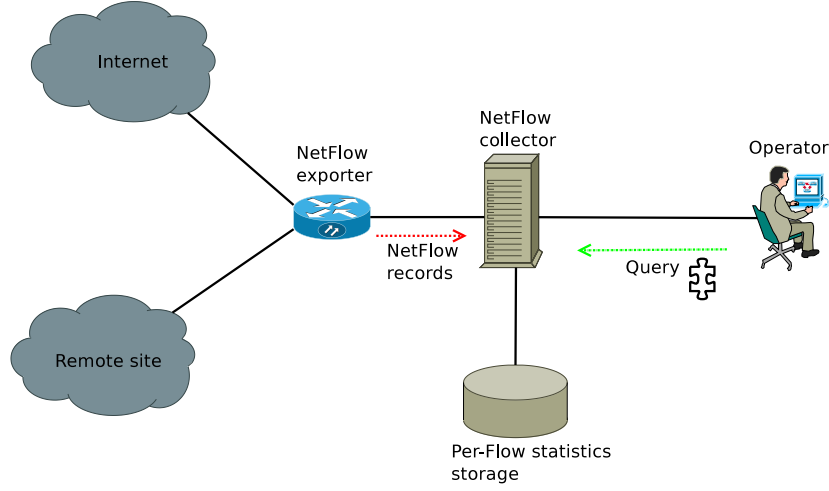 Internet
NetFlow
collector
NetFlow
exporter
Operator
NetFlow
records
Query
Remote site
Per-Flow statistics
storage